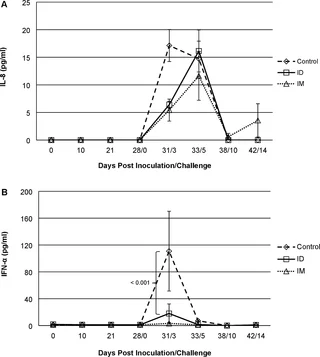 A
25
20
15
10
5
0
IL-8 (pg/ml)
0 10 21 28/0 31/3 33/5 38/10 42/14
Days Post Inoculation/Challenge
Control
ID
IM
B
200
160
120
80
40
0
IFN-α (pg/ml)
< 0.001
0 10 21 28/0 31/3 33/5 38/10 42/14
Days Post Inoculation/Challenge
Control
ID
IM